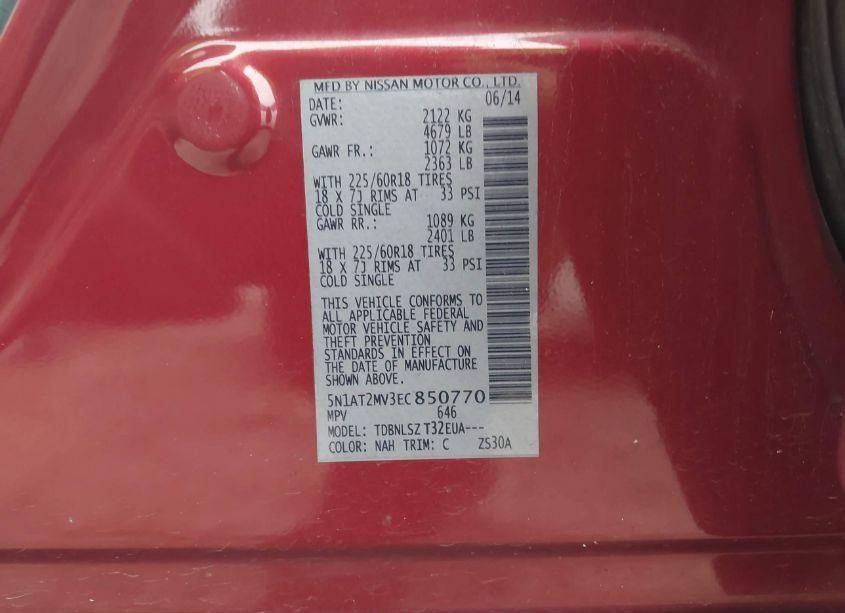 MFD BY NISSAN MOTOR CO., LTD.
DATE: 06/14
GVWR: 2122 KG
4679 LB
GAWR FR.: 1072 KG
2363 LB
WITH 225/60R18 TIRES
18 X 7J RIMS AT 33 PSI
COLD SINGLE
GAWR RR.: 1089 KG
2401 LB
WITH 225/60R18 TIRES
18 X 7J RIMS AT 33 PSI
COLD SINGLE
THIS VEHICLE CONFORMS TO
ALL APPLICABLE FEDERAL
MOTOR VEHICLE SAFETY AND
THEFT PREVENTION
STANDARDS IN EFFECT ON
THE DATE OF MANUFACTURE
SHOWN ABOVE.
5N1AT2MV3EC850770
MPV 646
MODEL: TDBNLSZ T32EUA---
COLOR: NAH TRIM: C ZS30A